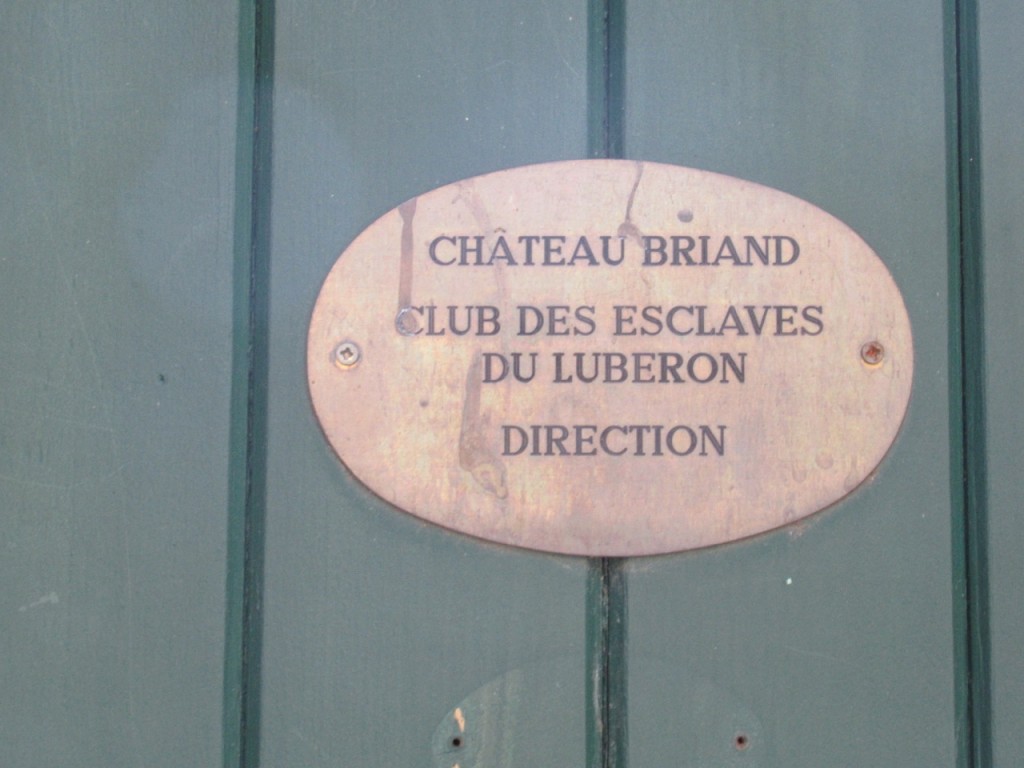 CHÂTEAU BRIAND
CLUB DES ESCLAVES
DU LUBERON
DIRECTION